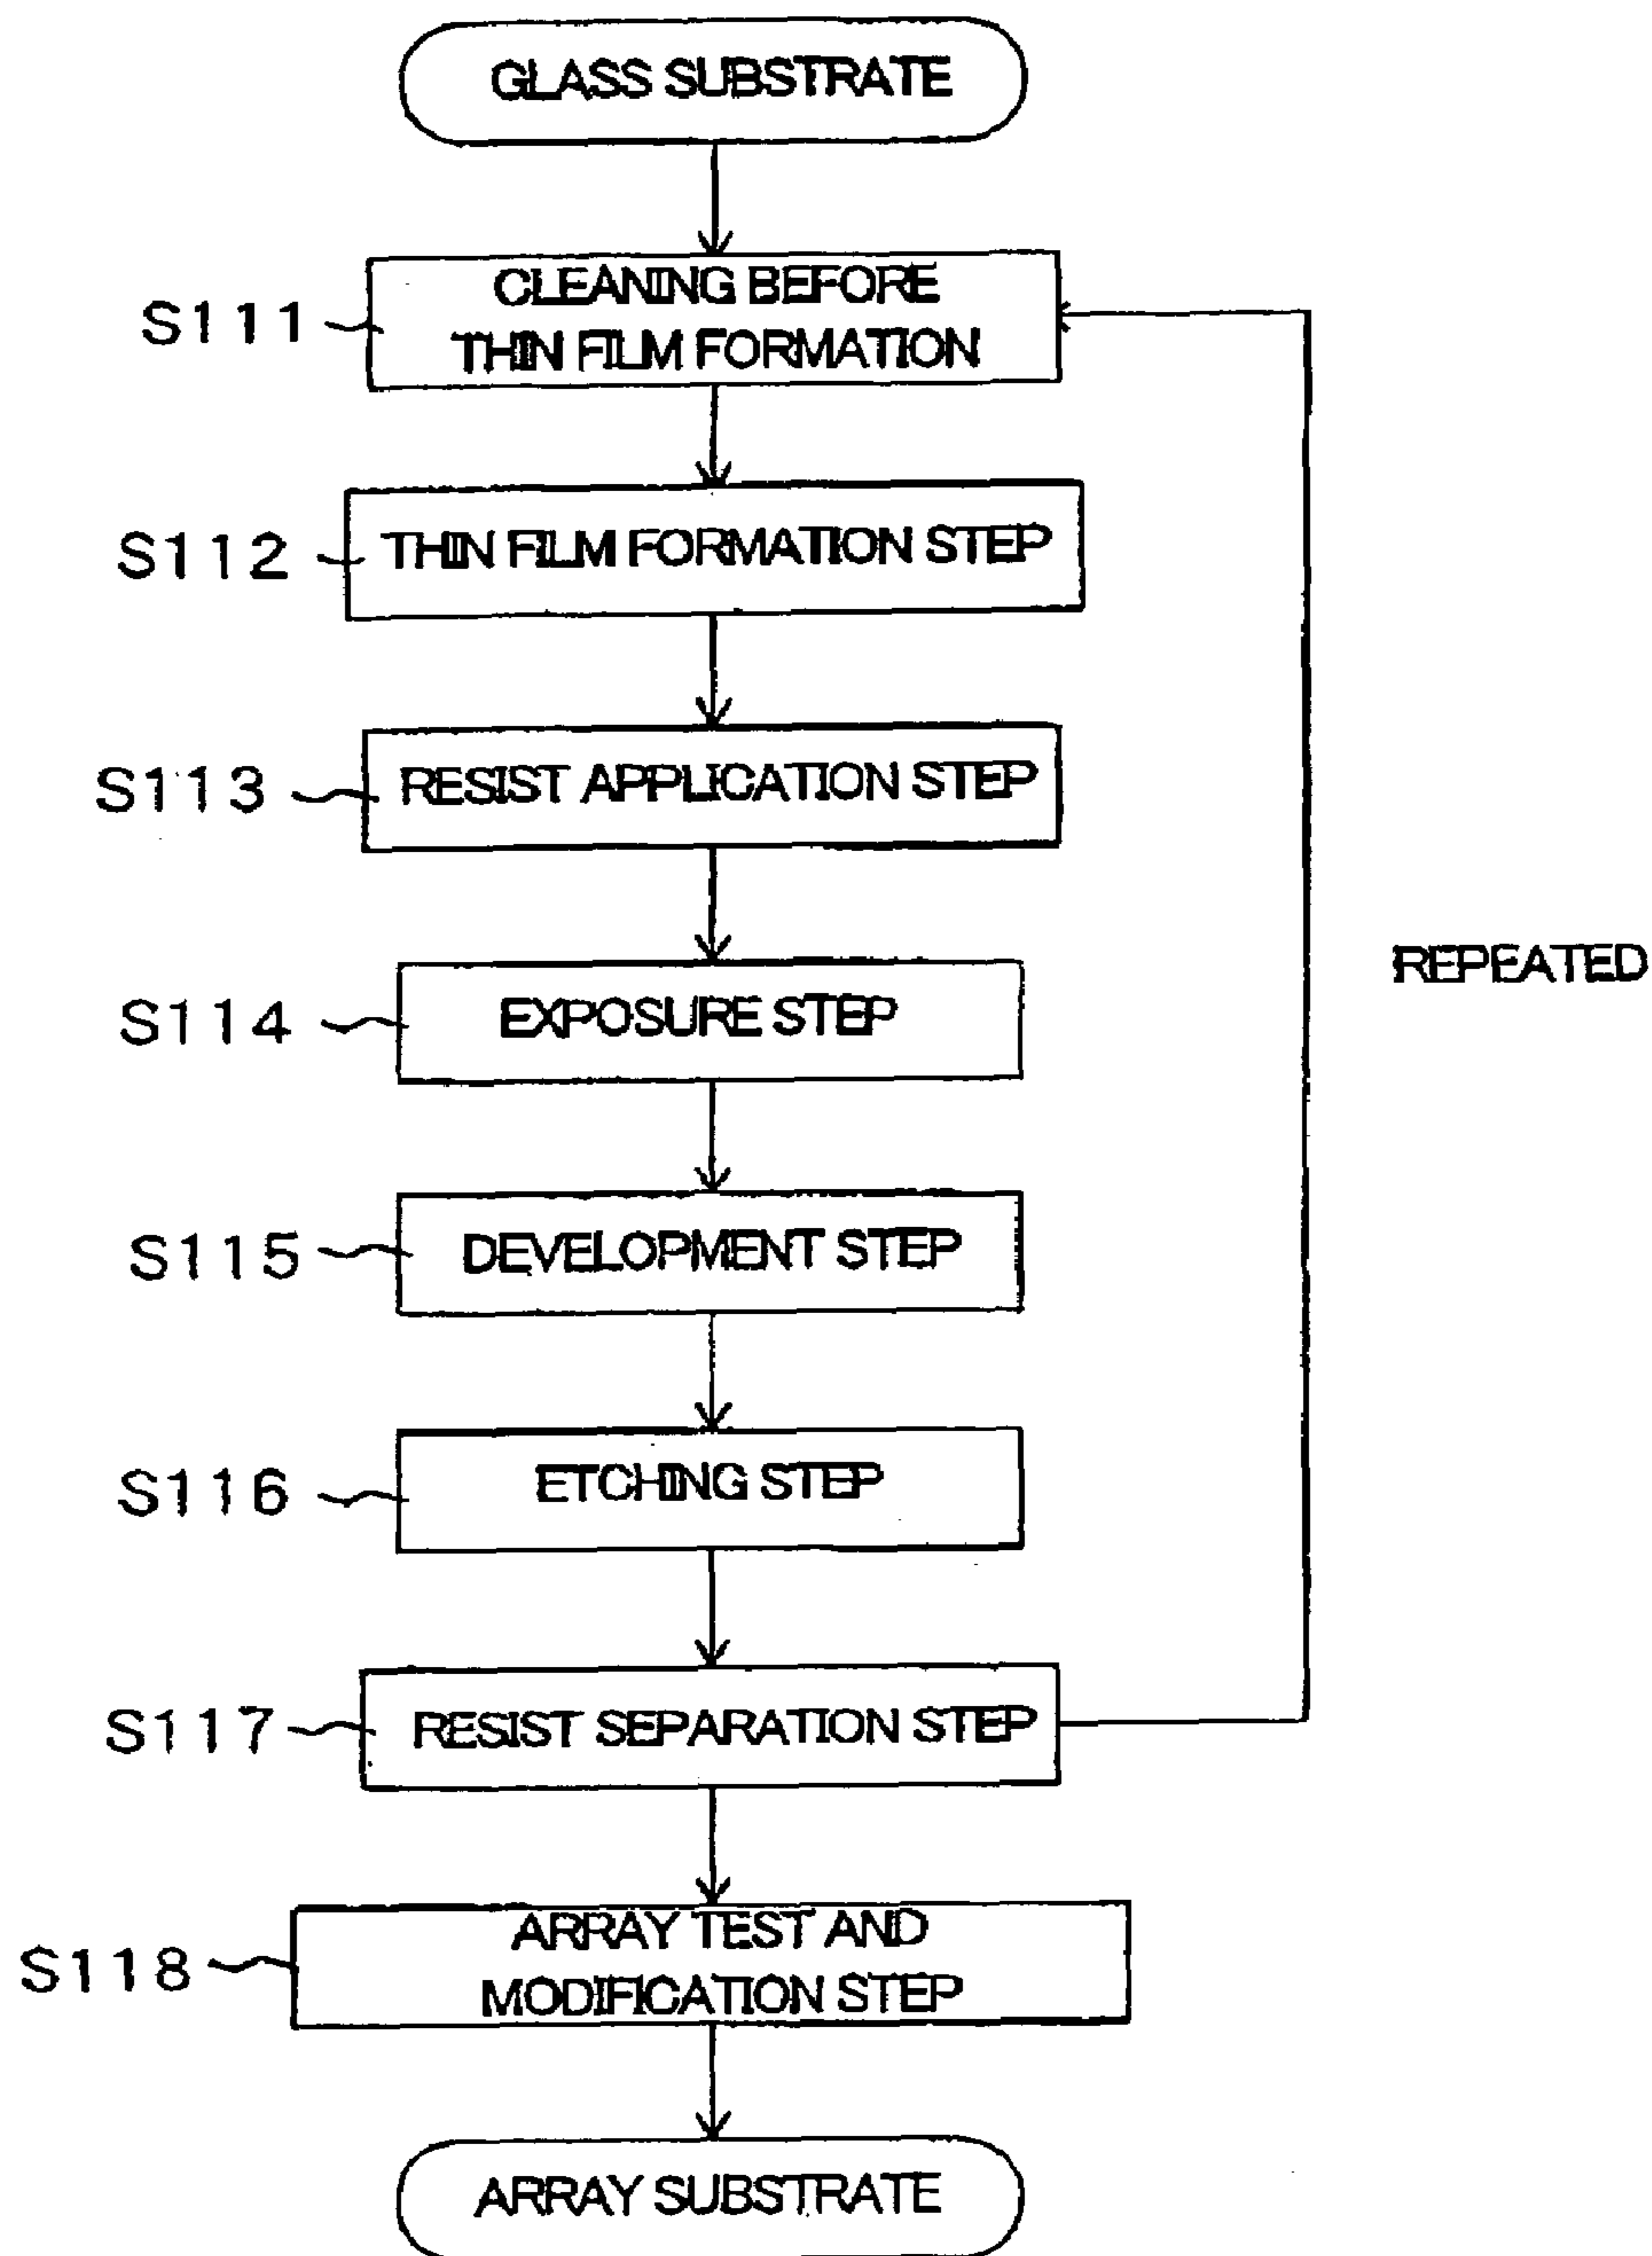 GLASS SUBSTRATE
S111
CLEANING BEFORE
THIN FILM FORMATION
S112
THIN FILM FORMATION STEP
S113
RESIST APPLICATION STEP
S114
EXPOSURE STEP
REPEATED
S115
DEVELOPMENT STEP
S116
ETCHING STEP
S117
RESIST SEPARATION STEP
S118
ARRAY TEST AND
MODIFICATION STEP
ARRAY SUBSTRATE